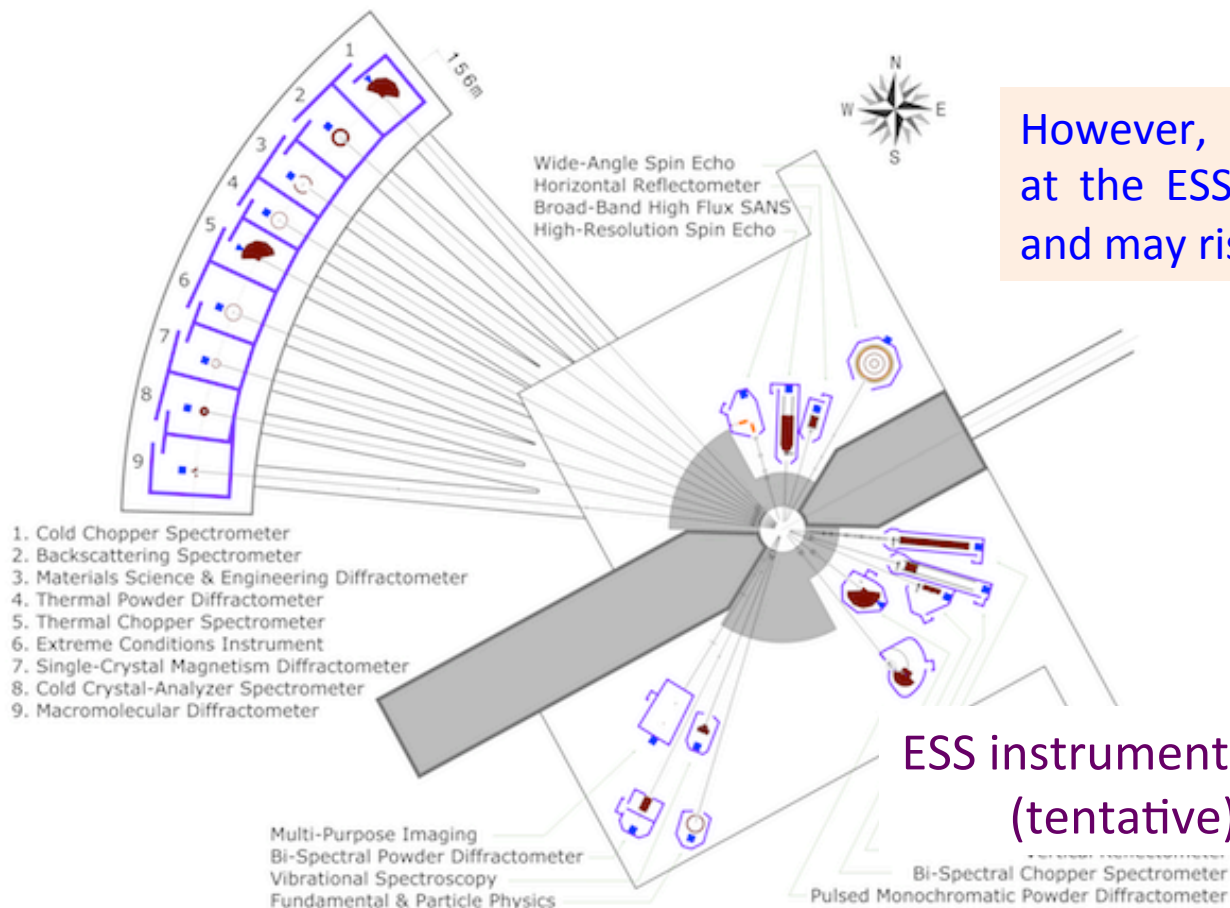 1
2
3
4
5
6
7
8
9
156m
N
W E
S
However,
at the ESS
and may ris
Wide-Angle Spin Echo
Horizontal Reflectometer
Broad-Band High Flux SANS
High-Resolution Spin Echo
1. Cold Chopper Spectrometer
2. Backscattering Spectrometer
3. Materials Science & Engineering Diffractometer
4. Thermal Powder Diffractometer
5. Thermal Chopper Spectrometer
6. Extreme Conditions Instrument
7. Single-Crystal Magnetism Diffractometer
8. Cold Crystal-Analyzer Spectrometer
9. Macromolecular Diffractometer
ESS instrument
(tentative)
Multi-Purpose Imaging
Bi-Spectral Powder Diffractometer
Vibrational Spectroscopy
Fundamental & Particle Physics
Vertical Reflectometer
Bi-Spectral Chopper Spectrometer
Pulsed Monochromatic Powder Diffractometer